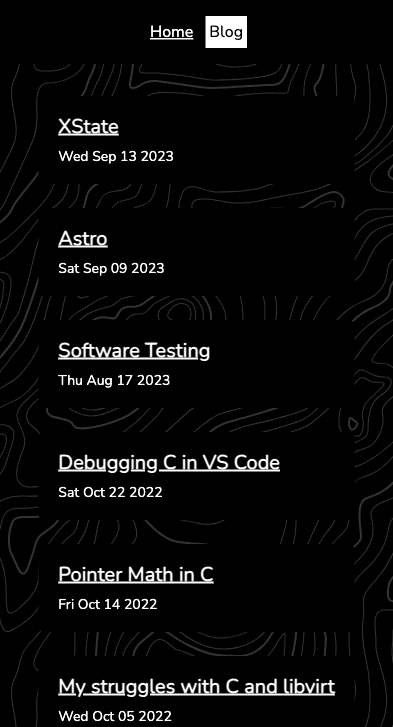 Home Blog
XState
Wed Sep 13 2023
Astro
Sat Sep 09 2023
Software Testing
Thu Aug 17 2023
Debugging C in VS Code
Sat Oct 22 2022
Pointer Math in C
Fri Oct 14 2022
My struggles with C and libvirt
Wed Oct 05 2022